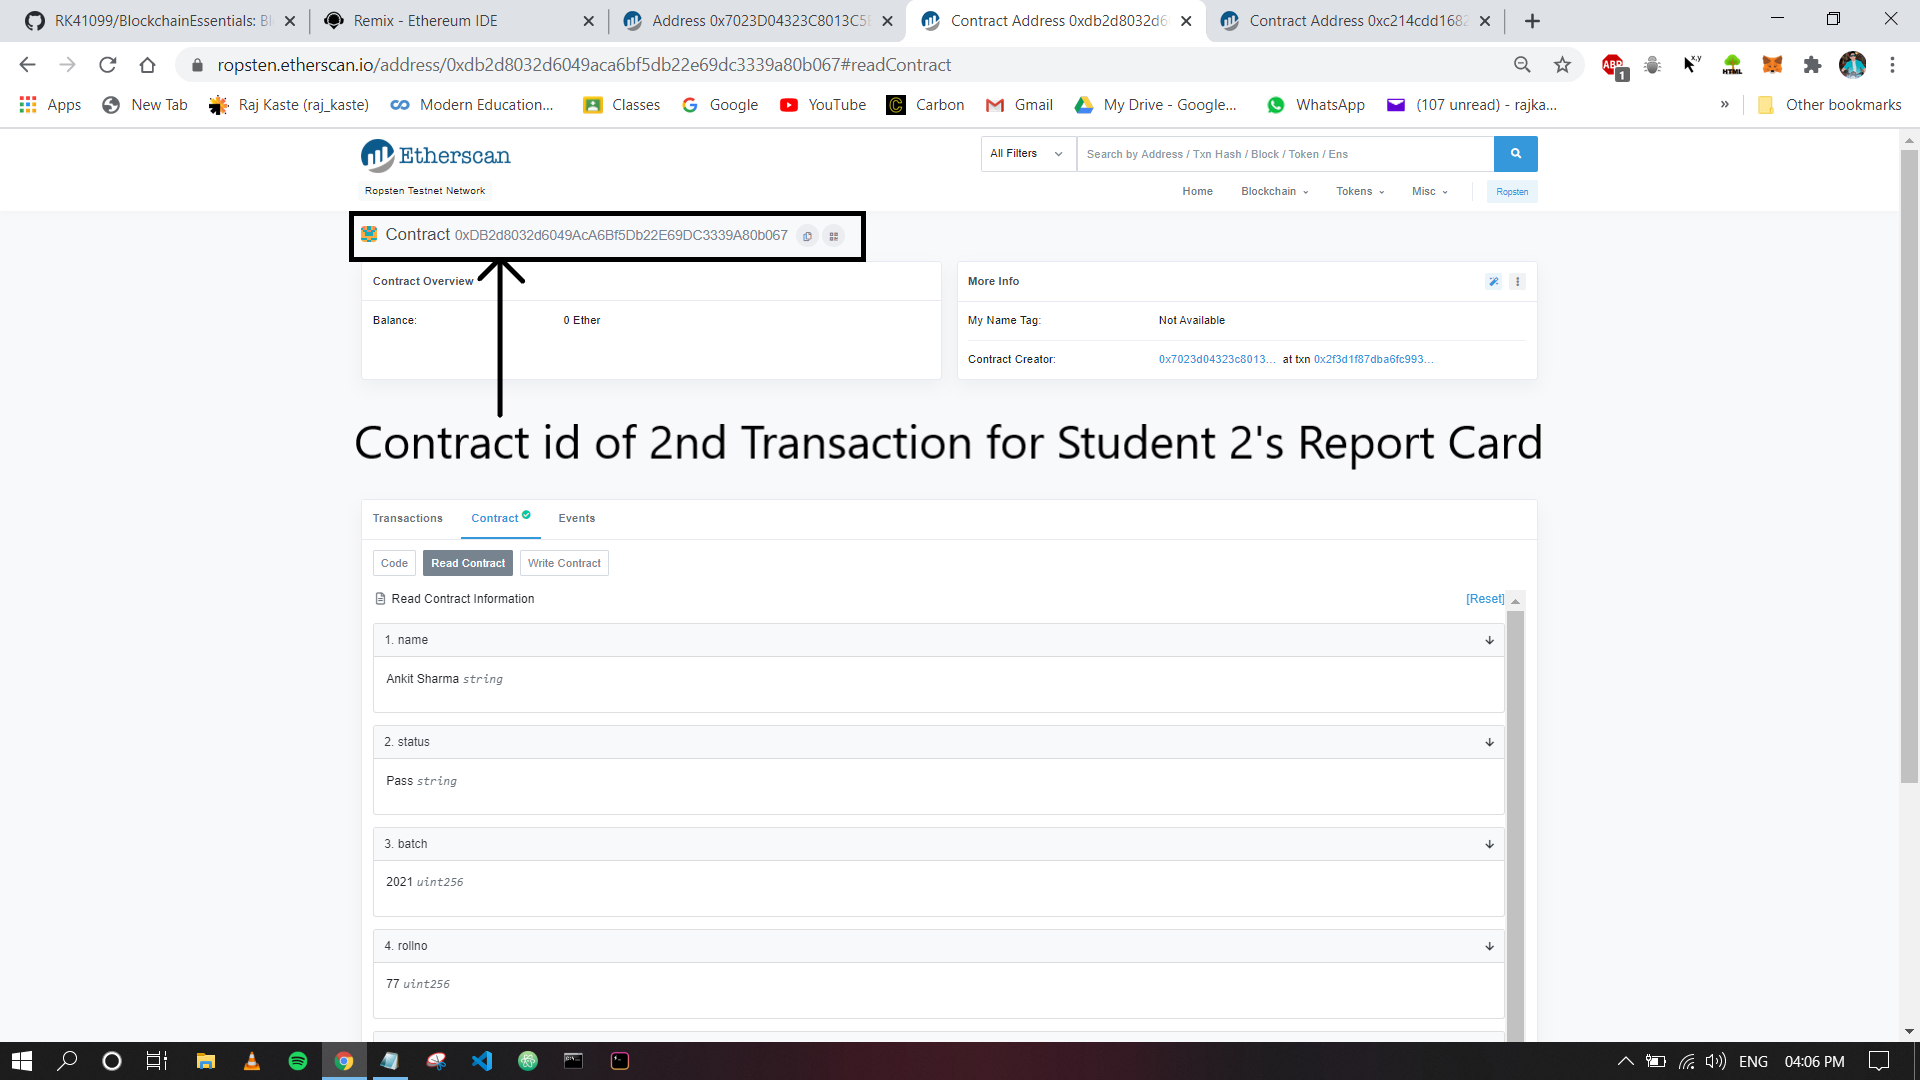 RK41099/BlockchainEssentials: Bl
Remix - Ethereum IDE
Address 0x7023D04323C8013C5
Contract Address 0xdb2d8032d6
Contract Address 0xc214cdd1682
ropsten.etherscan.io/address/0xdb2d8032d6049aca6bf5db22e69dc3339a80b067#readContract
ABP
1
x,y
HTML
Apps
New Tab
Raj Kaste (raj_kaste)
Modern Education...
Classes
Google
YouTube
Carbon
Gmail
My Drive - Google...
WhatsApp
(107 unread) - rajka...
»
Other bookmarks
Etherscan
All Filters
Search by Address / Txn Hash / Block / Token / Ens
Ropsten Testnet Network
Home
Blockchain
Tokens
Misc
Ropsten
Contract 0xDB2d8032d6049AcA6Bf5Db22E69DC3339A80b067
Contract Overview
Balance:
0 Ether
More Info
My Name Tag:
Not Available
Contract Creator:
0x7023d04323c8013... at txn 0x2f3d1f87dba6fc993...
Contract id of 2nd Transaction for Student 2's Report Card
Transactions
Contract
Events
Code
Read Contract
Write Contract
Read Contract Information
[Reset]
1. name
Ankit Sharma string
2. status
Pass string
3. batch
2021 uint256
4. rollno
77 uint256
ENG
04:06 PM